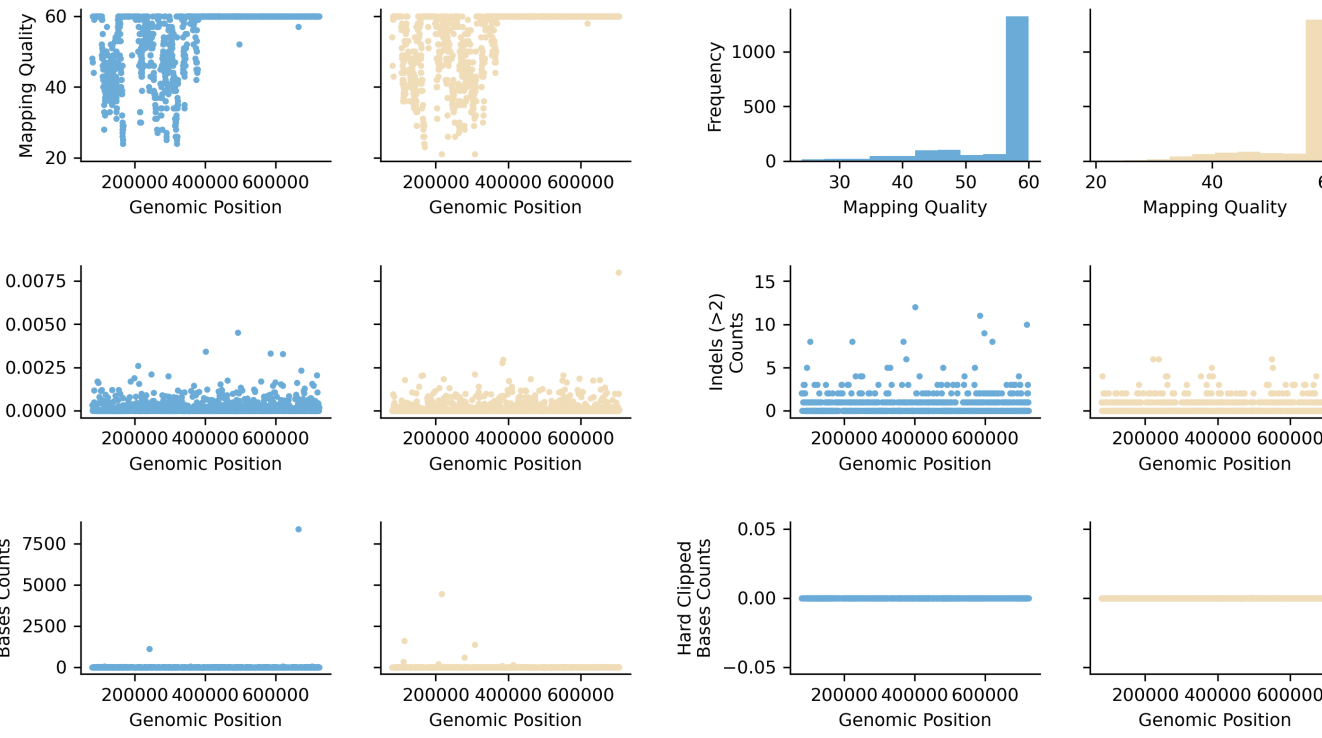 Mapping Quality
60
40
20
200000 400000 600000
Genomic Position
200000 400000 600000
Genomic Position
Frequency
1000
500
0
30 40 50 60
Mapping Quality
20 40
Mapping Quality
0.0075
0.0050
0.0025
0.0000
200000 400000 600000
Genomic Position
200000 400000 600000
Genomic Position
Indels (>2)
Counts
15
10
5
0
200000 400000 600000
Genomic Position
200000 400000 600000
Genomic Position
Bases Counts
7500
5000
2500
0
200000 400000 600000
Genomic Position
200000 400000 600000
Genomic Position
Hard Clipped
Bases Counts
0.05
0.00
−0.05
200000 400000 600000
Genomic Position
200000 400000 600000
Genomic Position